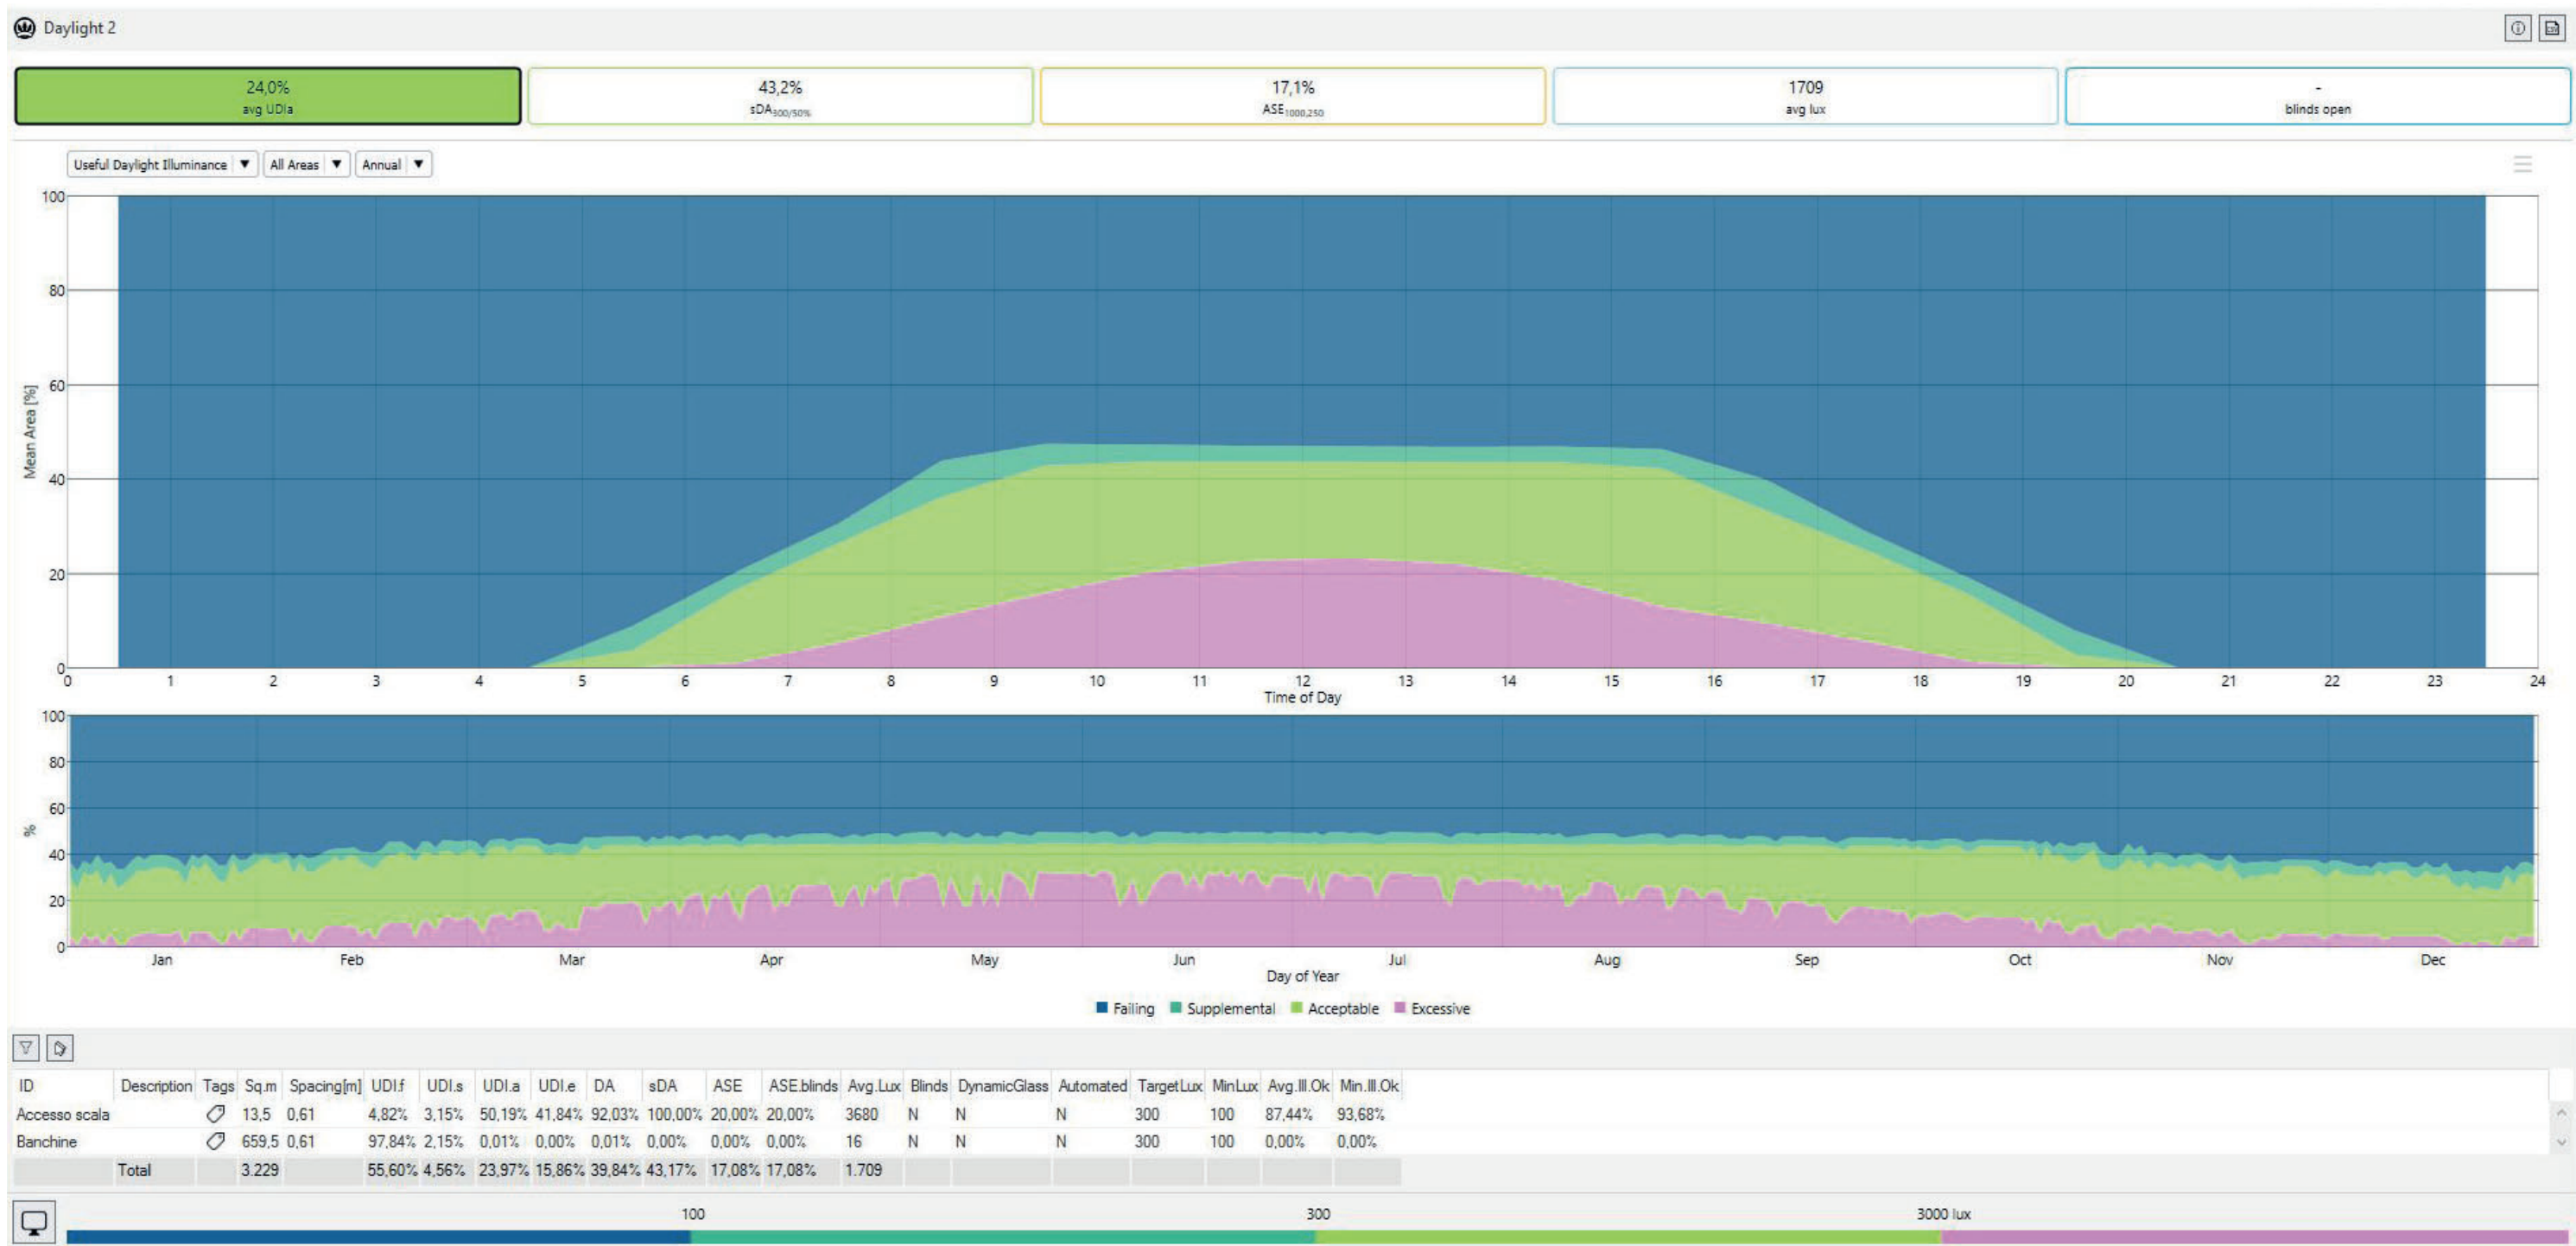 Daylight 2
24,0% 43,2% 17,1% 1709 -
avg UDIa sDA300/50% ASE1000,250 avg lux blinds open
Useful Daylight Illuminance ▼ All Areas ▼ Annual ▼
Mean Area [%]
100
80
60
40
20
0
0 1 2 3 4 5 6 7 8 9 10 11 12 13 14 15 16 17 18 19 20 21 22 23 24
Time of Day
%
100
80
60
40
20
0
Jan Feb Mar Apr May Jun Jul Aug Sep Oct Nov Dec
Day of Year
Failing Supplemental Acceptable Excessive
ID Description Tags Sq.m Spacing[m] UDI.f UDI.s UDI.a UDI.e DA sDA ASE ASE.blinds Avg.Lux Blinds DynamicGlass Automated TargetLux MinLux Avg.Ill.Ok Min.Ill.Ok
Accesso scala 13,5 0,61 4,82% 3,15% 50,19% 41,84% 92,03% 100,00% 20,00% 20,00% 3680 N N N 300 100 87,44% 93,68%
Banchine 659,5 0,61 97,84% 2,15% 0,01% 0,00% 0,01% 0,00% 0,00% 0,00% 16 N N N 300 100 0,00% 0,00%
Total 3.229 55,60% 4,56% 23,97% 15,86% 39,84% 43,17% 17,08% 17,08% 1.709
100 300 3000 lux